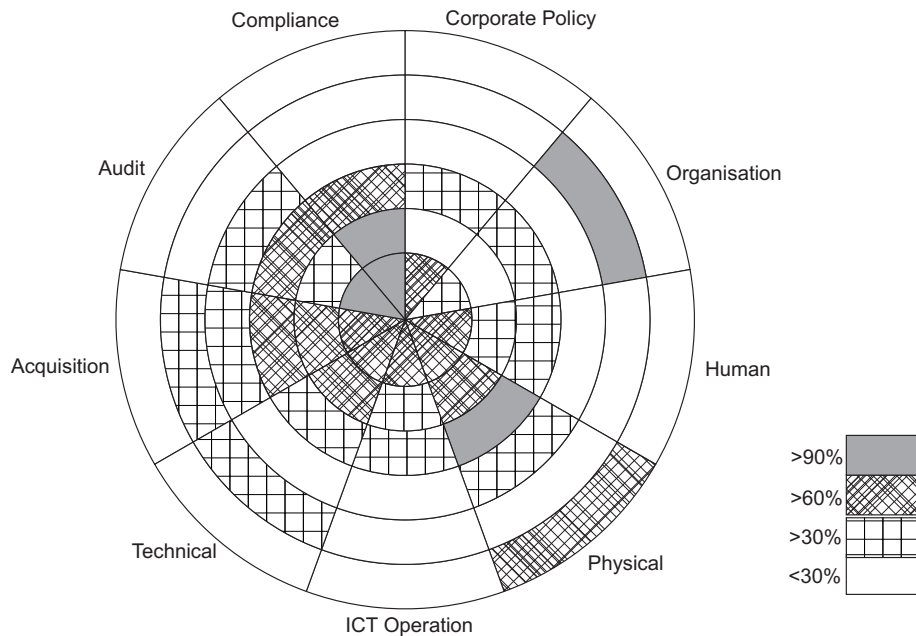 Compliance
Corporate Policy
Audit
Organisation
Acquisition
Human
Technical
Physical
ICT Operation
>90%
>60%
>30%
<30%